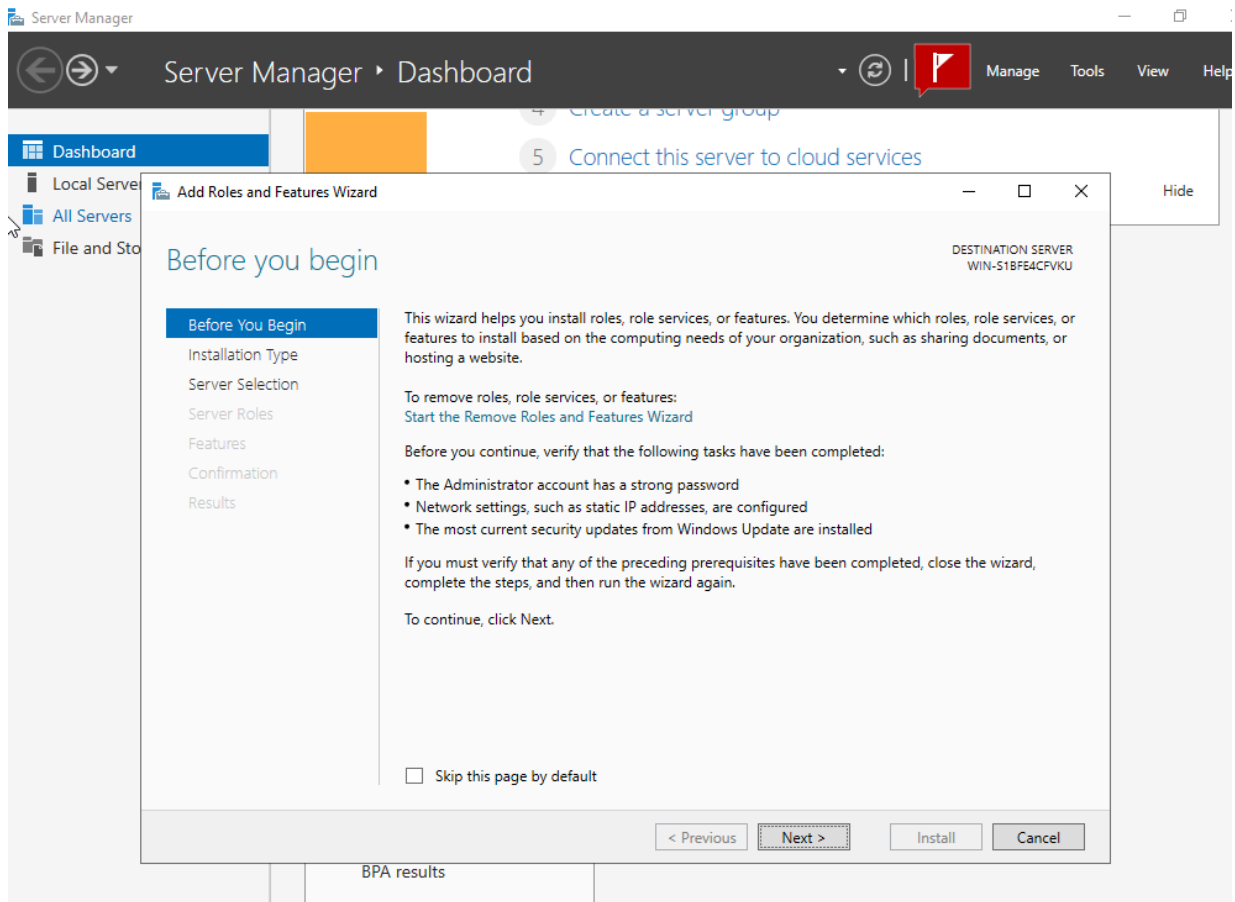 Server Manager
Server Manager ‣ Dashboard
Manage Tools View Help
Dashboard
Local Server
All Servers
File and Sto
4 Create a server group
5 Connect this server to cloud services
Hide
Add Roles and Features Wizard
Before you begin
DESTINATION SERVER
WIN-S1BFE4CFVKU
Before You Begin
Installation Type
Server Selection
Server Roles
Features
Confirmation
Results
This wizard helps you install roles, role services, or features. You determine which roles, role services, or
features to install based on the computing needs of your organization, such as sharing documents, or
hosting a website.
To remove roles, role services, or features:
Start the Remove Roles and Features Wizard
Before you continue, verify that the following tasks have been completed:
• The Administrator account has a strong password
• Network settings, such as static IP addresses, are configured
• The most current security updates from Windows Update are installed
If you must verify that any of the preceding prerequisites have been completed, close the wizard,
complete the steps, and then run the wizard again.
To continue, click Next.
Skip this page by default
< Previous
Next >
Install
Cancel
BPA results